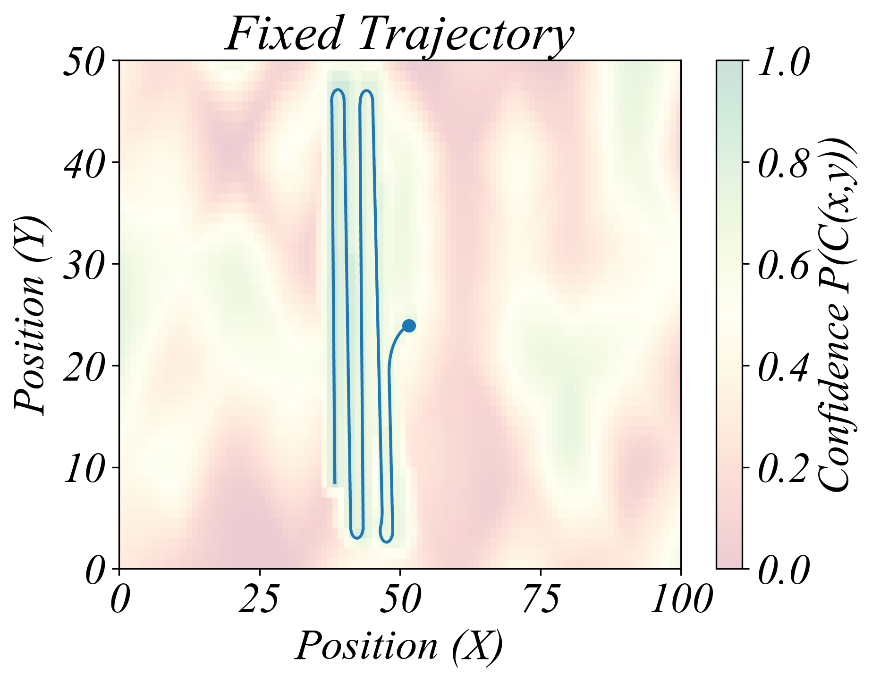 Fixed Trajectory
50
40
30
20
10
0
Position (Y)
0 25 50 75 100
Position (X)
1.0
0.8
0.6
0.4
0.2
0.0
Confidence P(C(x,y))